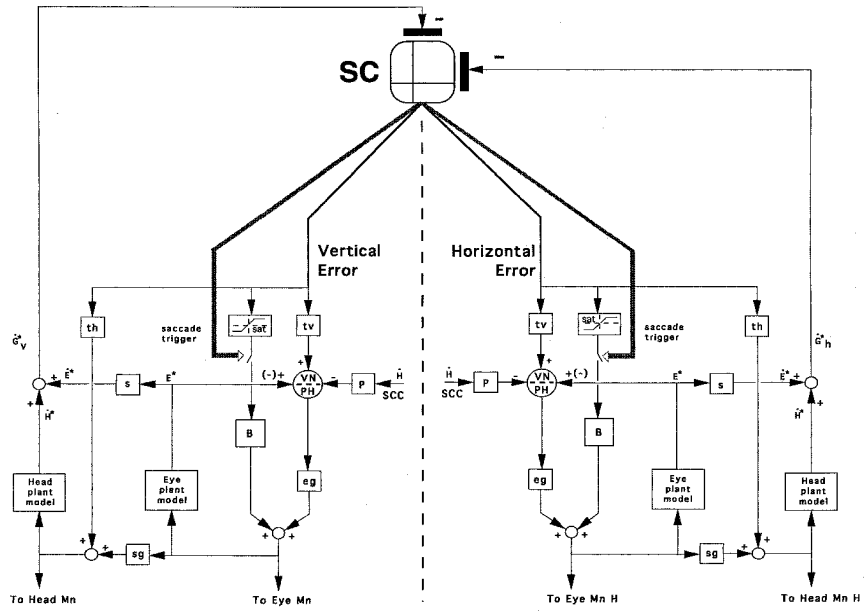 SC
Vertical
Error
Horizontal
Error
th
sat
tv
saccade
trigger
tv
sat
saccade
trigger
th
Ġ*v
Ġ*h
+
Ė*
s
E*
(-)+
VN
PH
-
P
Ḣ
SCC
Ḣ
SCC
P
-
VN
PH
+
+(-)
E*
s
Ė*
+
+
Ḣ*
+
Ḣ*
B
B
Head
plant
model
Eye
plant
model
eg
eg
Eye
plant
model
Head
plant
model
+
+
sg
+
+
+
+
sg
+
+
To Head Mn
To Eye Mn
To Eye Mn H
To Head Mn H